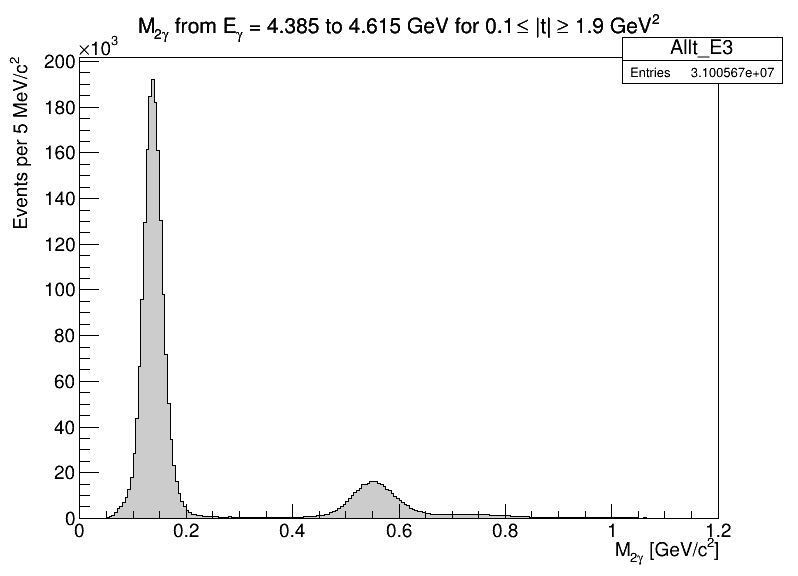 M2γ from Eγ = 4.385 to 4.615 GeV for 0.1 ≤ |t| ≥ 1.9 GeV²
Allt_E3
Entries 3.100567e+07
×10³
Events per 5 MeV/c²
200
180
160
140
120
100
80
60
40
20
0
0 0.2 0.4 0.6 0.8 1 1.2
M2γ [GeV/c²]